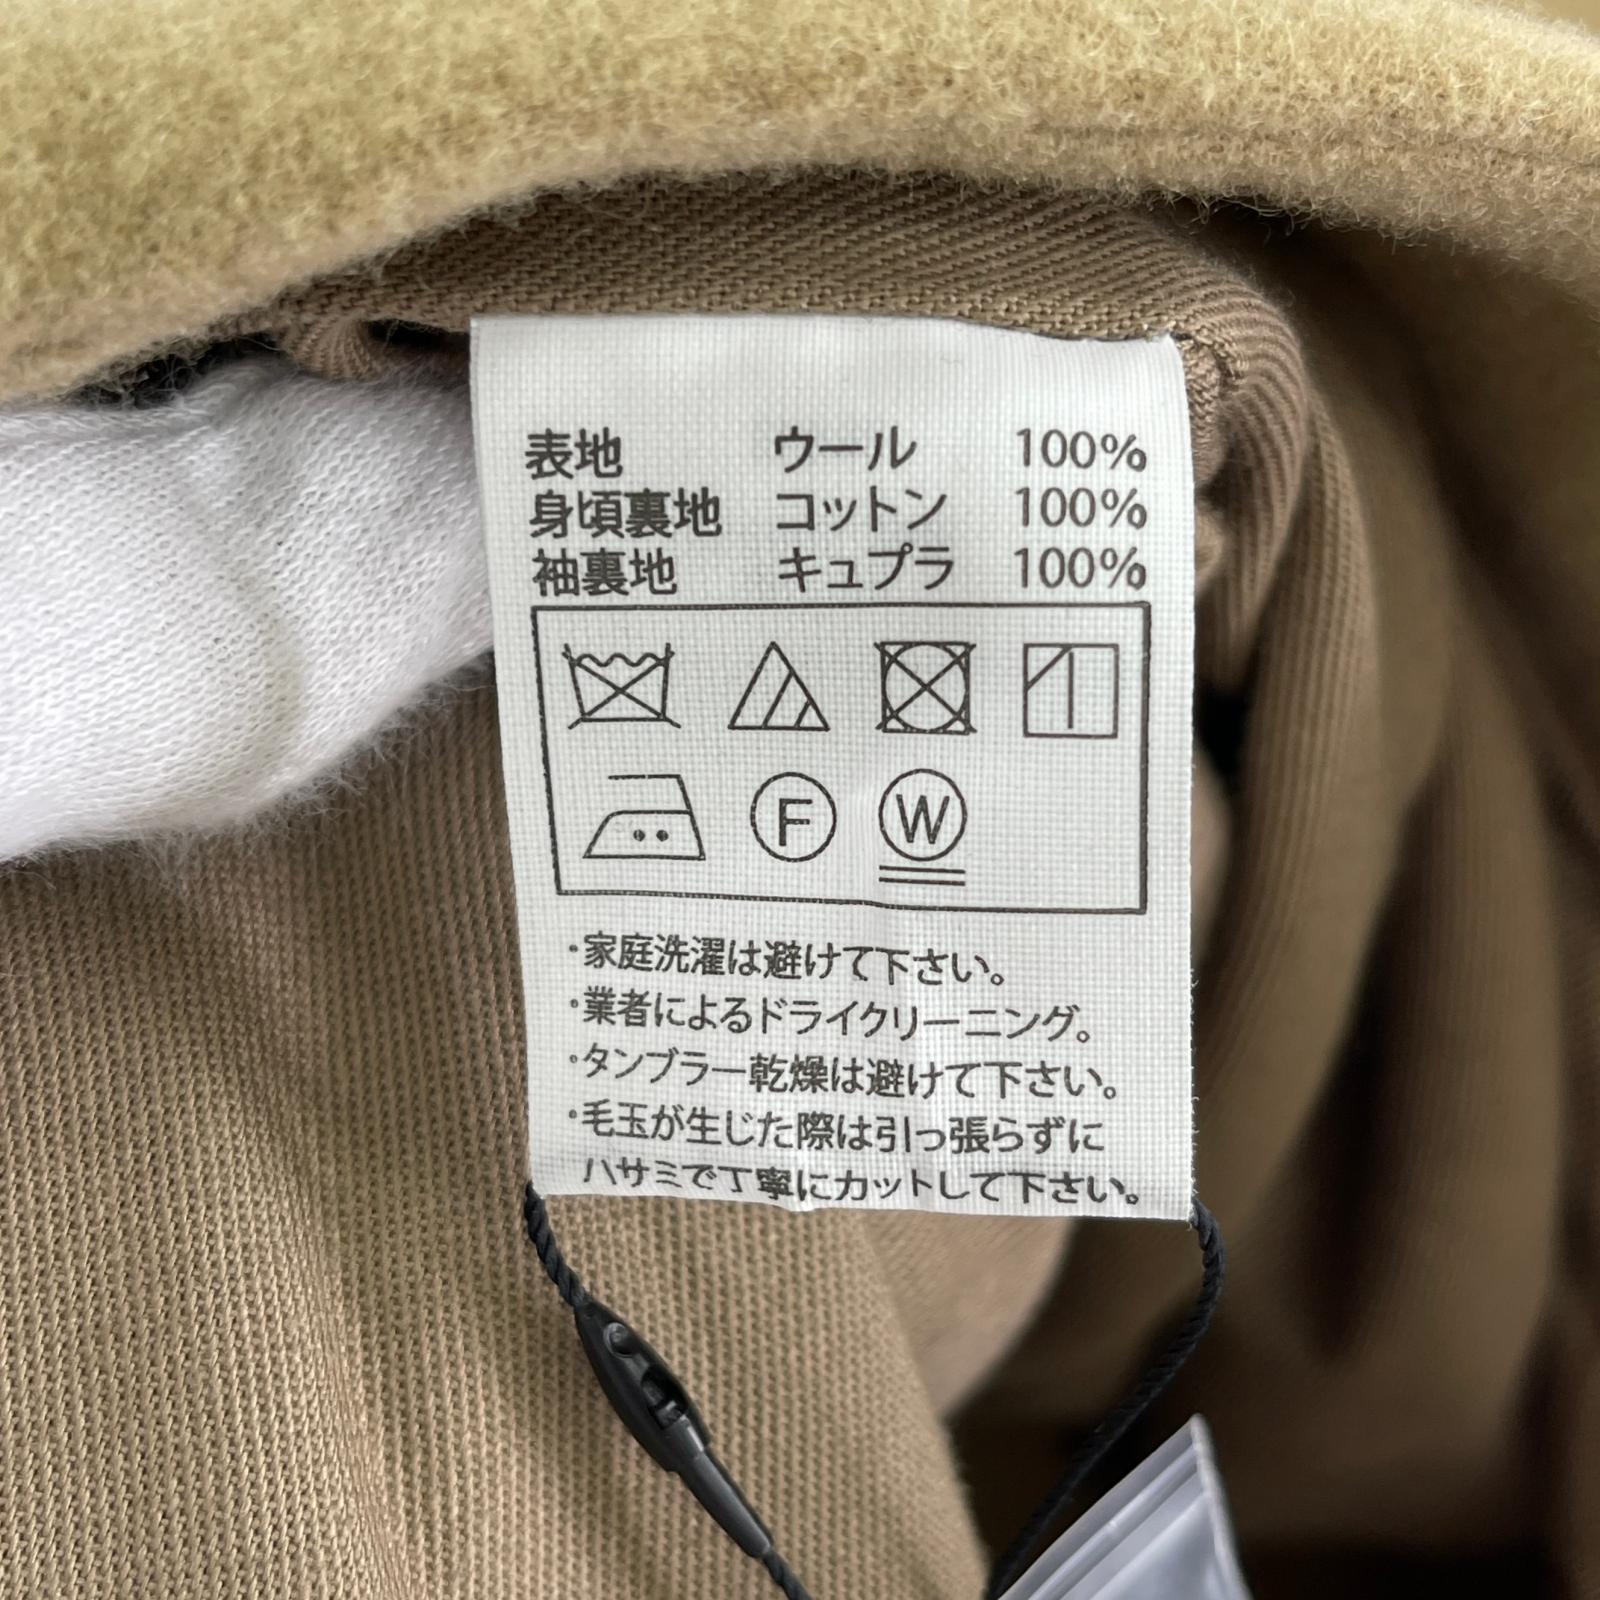 表地 ウール 100%
身頃裏地 コットン 100%
袖裏地 キュプラ 100%
F W
・家庭洗濯は避けて下さい。
・業者によるドライクリーニング。
・タンブラー乾燥は避けて下さい。
・毛玉が生じた際は引っ張らずに
ハサミで丁寧にカットして下さい。